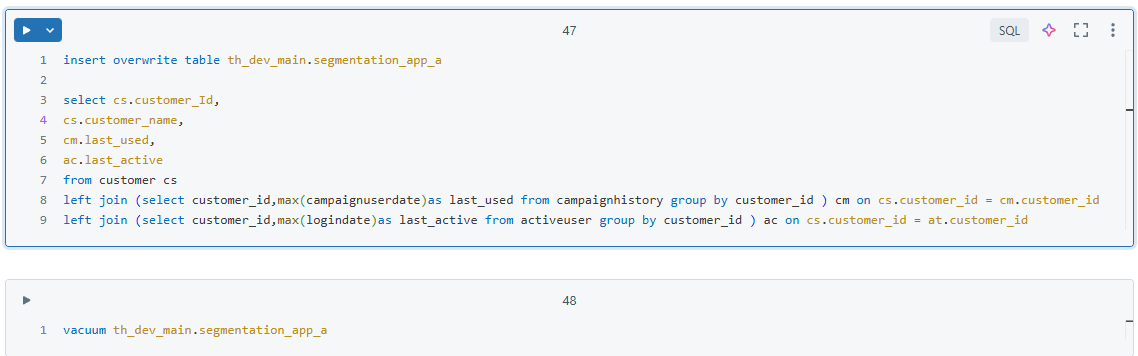 47
SQL
1 insert overwrite table th_dev_main.segmentation_app_a
2
3 select cs.customer_Id,
4 cs.customer_name,
5 cm.last_used,
6 ac.last_active
7 from customer cs
8 left join (select customer_id,max(campaignuserdate)as last_used from campaignhistory group by customer_id ) cm on cs.customer_id = cm.customer_id
9 left join (select customer_id,max(logindate)as last_active from activeuser group by customer_id ) ac on cs.customer_id = at.customer_id
48
1 vacuum th_dev_main.segmentation_app_a